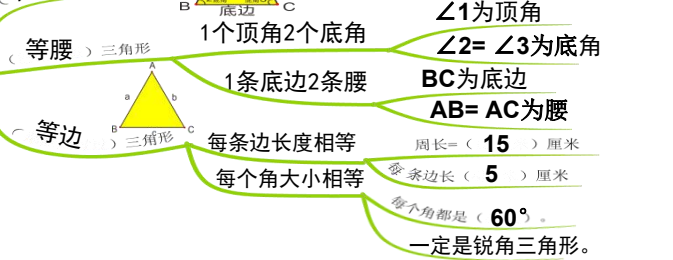 B
底边
C
∠1为顶角
1个顶角2个底角
（ 等腰 ）三角形
∠2= ∠3为底角
A
a
b
1条底边2条腰
BC为底边
AB= AC为腰
B
C
（ 等边 ）三角形
每条边长度相等
周长=（ 15 ）厘米
每条边长（ 5 ）厘米
每个角大小相等
每个角都是（ 60° ）。
一定是锐角三角形。